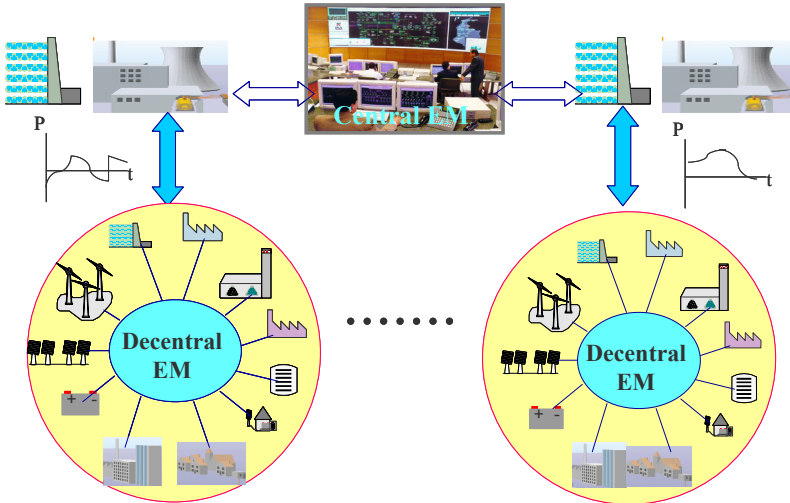 Central EM
P
t
P
t
Decentral
EM
.......
Decentral
EM
+ -
+ -